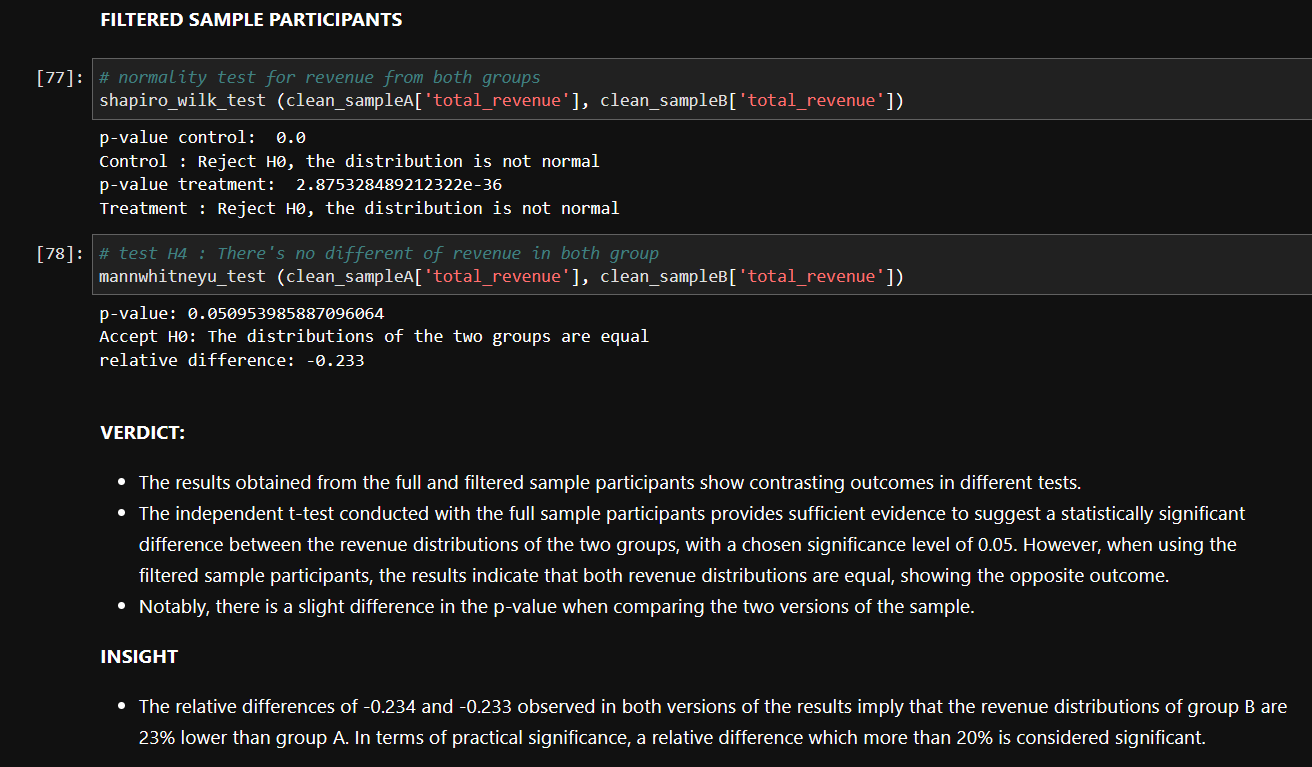 FILTERED SAMPLE PARTICIPANTS
[77]: # normality test for revenue from both groups
shapiro_wilk_test (clean_sampleA['total_revenue'], clean_sampleB['total_revenue'])
p-value control:  0.0
Control : Reject H0, the distribution is not normal
p-value treatment:  2.875328489212322e-36
Treatment : Reject H0, the distribution is not normal
[78]: # test H4 : There's no different of revenue in both group
mannwhitneyu_test (clean_sampleA['total_revenue'], clean_sampleB['total_revenue'])
p-value: 0.050953985887096064
Accept H0: The distributions of the two groups are equal
relative difference: -0.233
VERDICT:
• The results obtained from the full and filtered sample participants show contrasting outcomes in different tests.
• The independent t-test conducted with the full sample participants provides sufficient evidence to suggest a statistically significant
difference between the revenue distributions of the two groups, with a chosen significance level of 0.05. However, when using the
filtered sample participants, the results indicate that both revenue distributions are equal, showing the opposite outcome.
• Notably, there is a slight difference in the p-value when comparing the two versions of the sample.
INSIGHT
• The relative differences of -0.234 and -0.233 observed in both versions of the results imply that the revenue distributions of group B are
23% lower than group A. In terms of practical significance, a relative difference which more than 20% is considered significant.